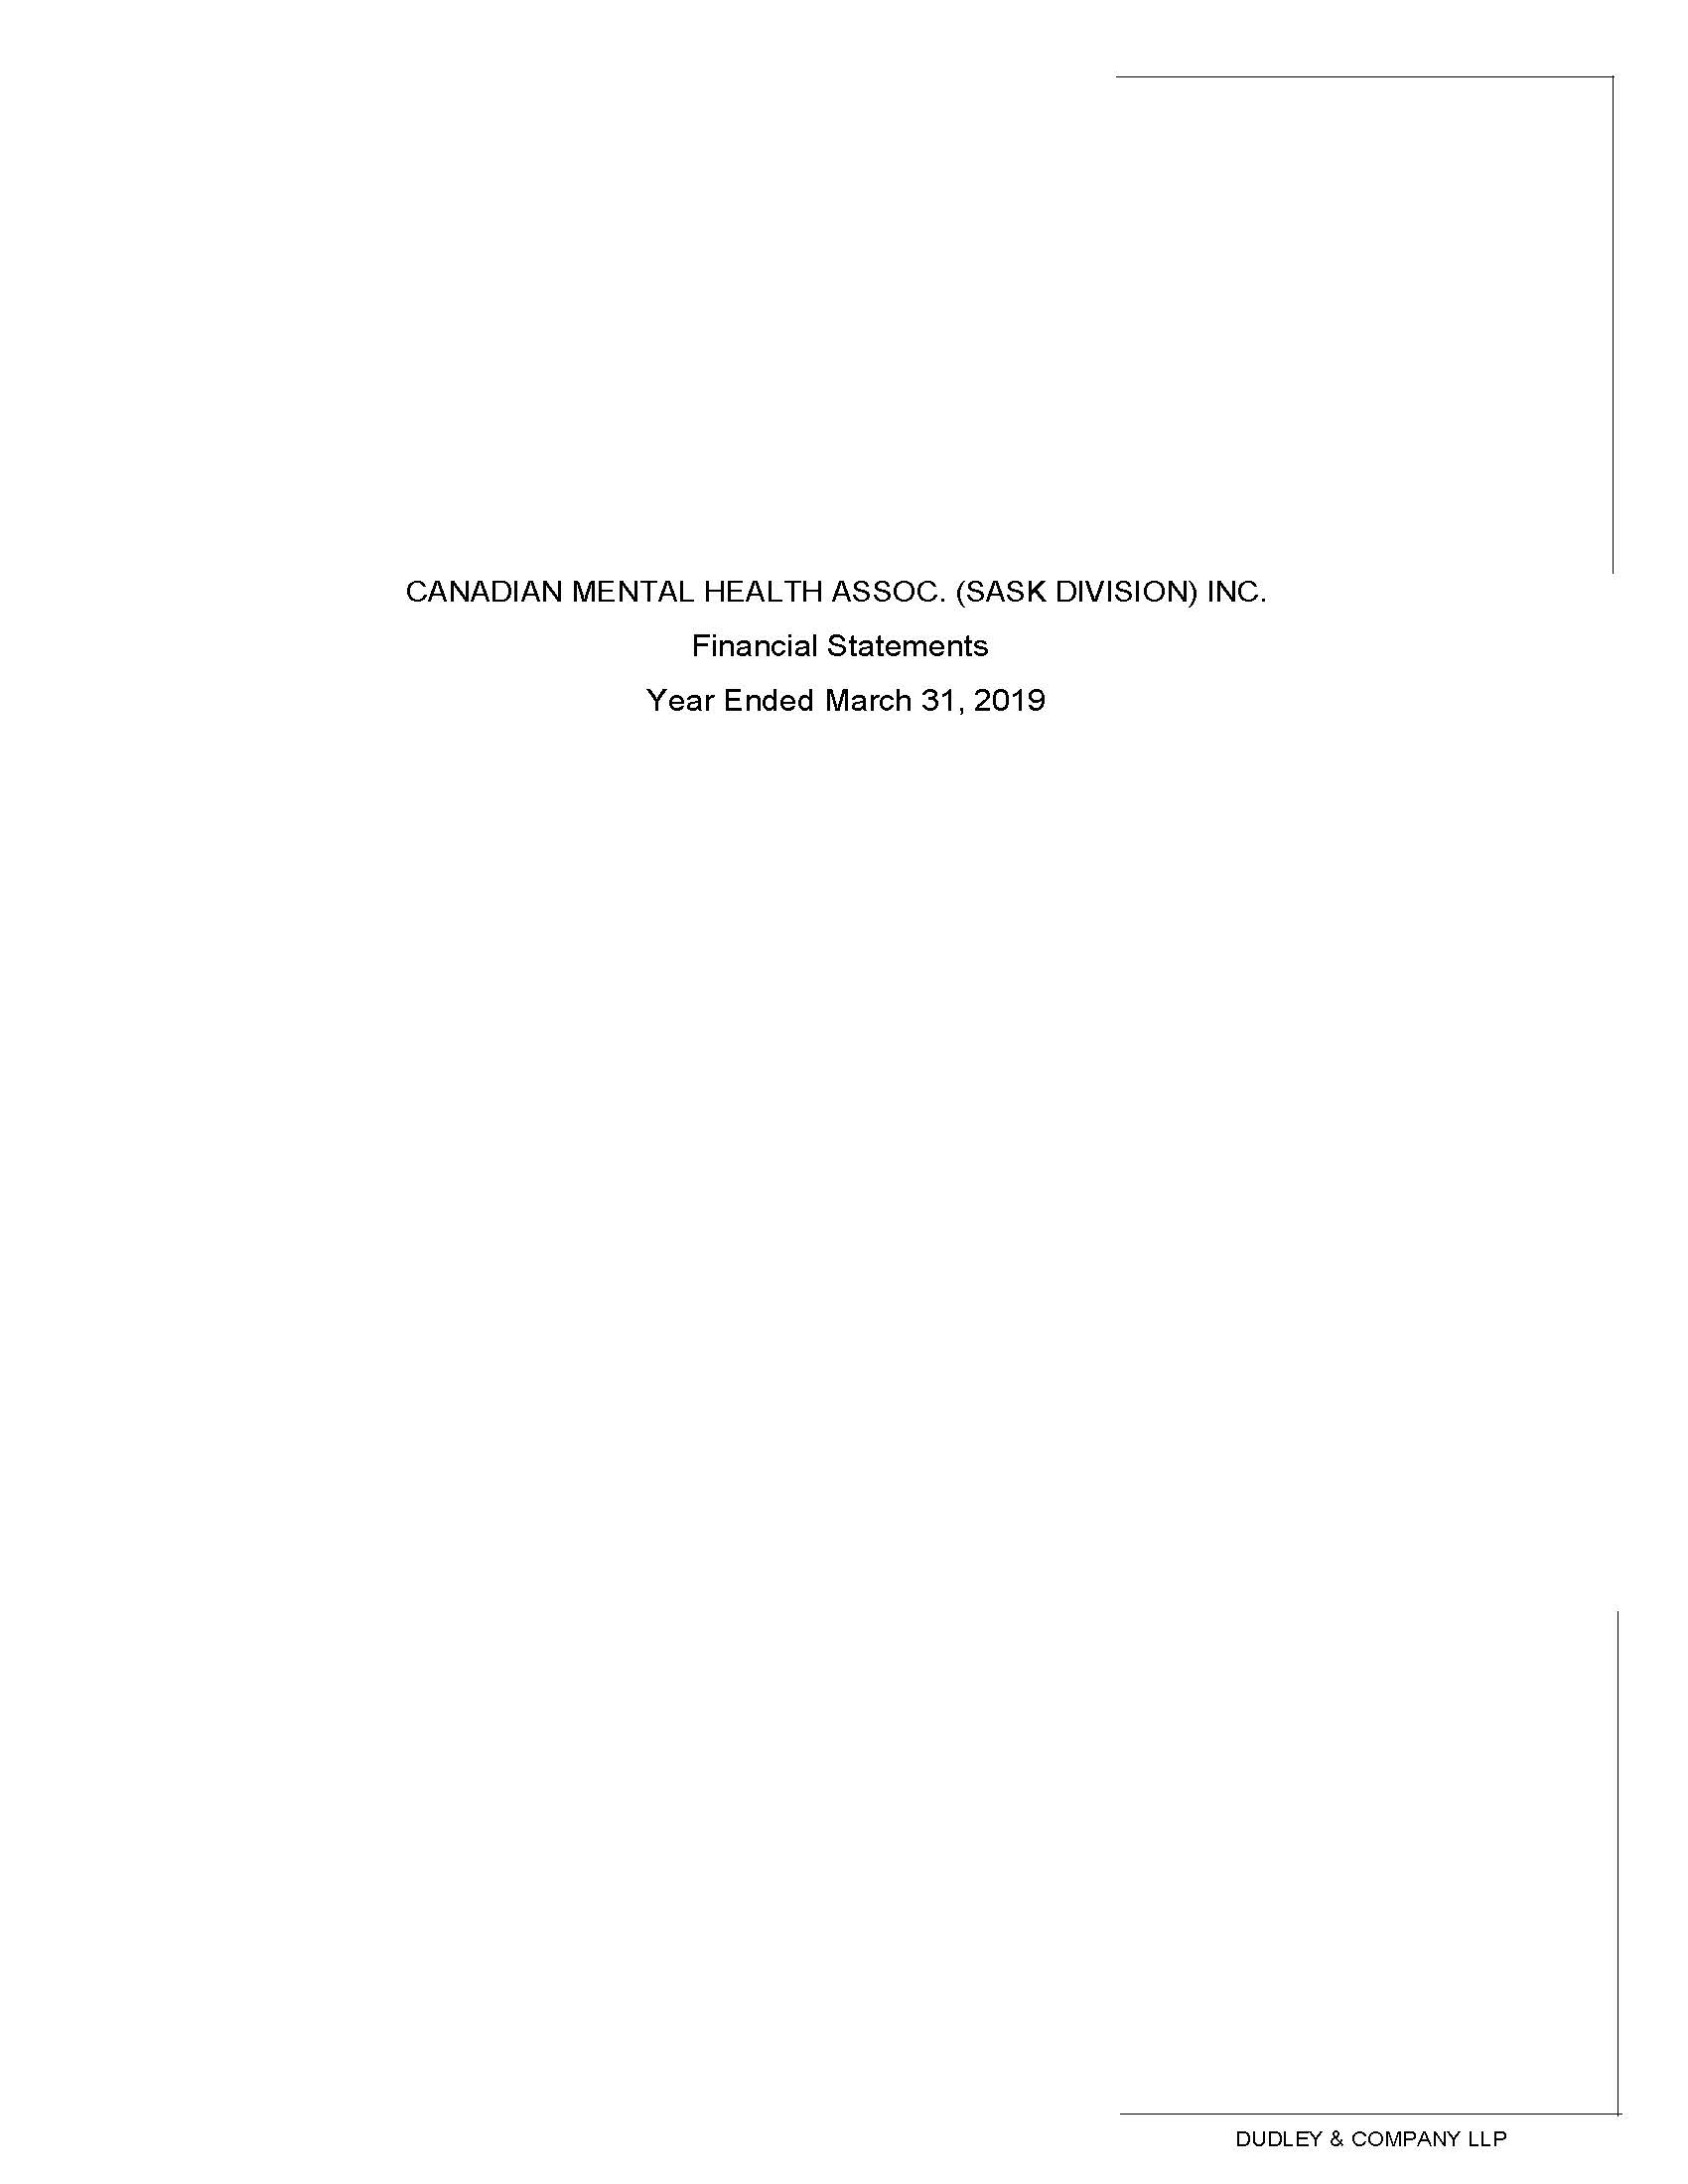 CANADIAN MENTAL HEALTH ASSOC. (SASK DIVISION) INC.
Financial Statements
Year Ended March 31, 2019
DUDLEY & COMPANY LLP